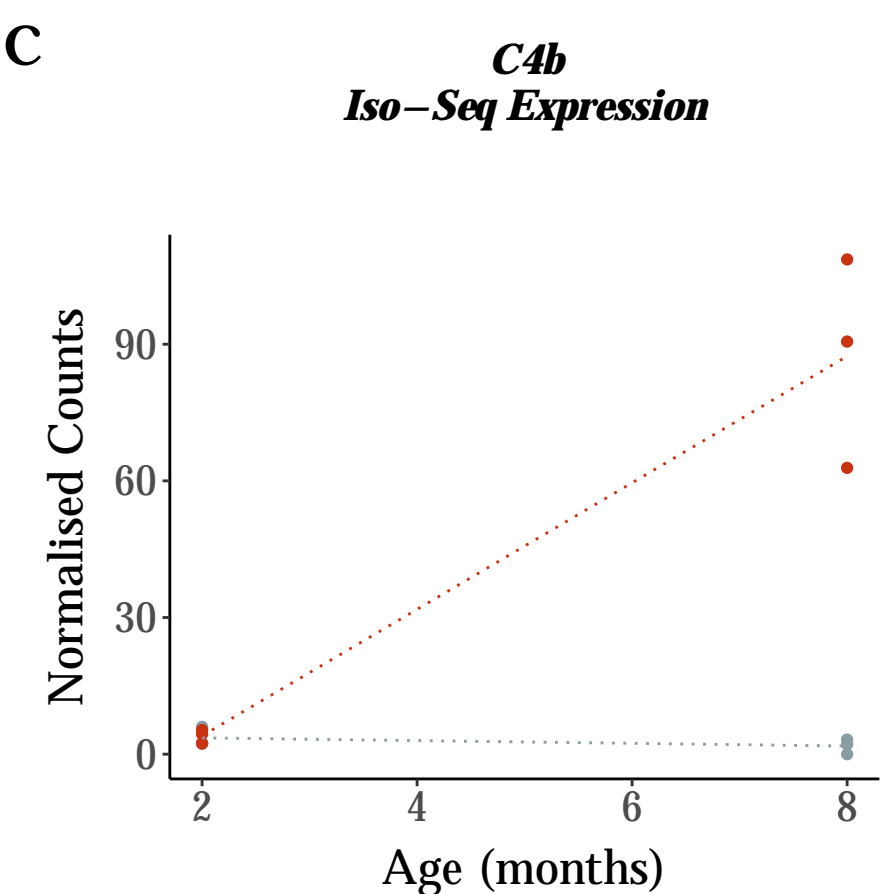 C
C4b
Iso–Seq Expression
Normalised Counts
90
60
30
0
2 4 6 8
Age (months)